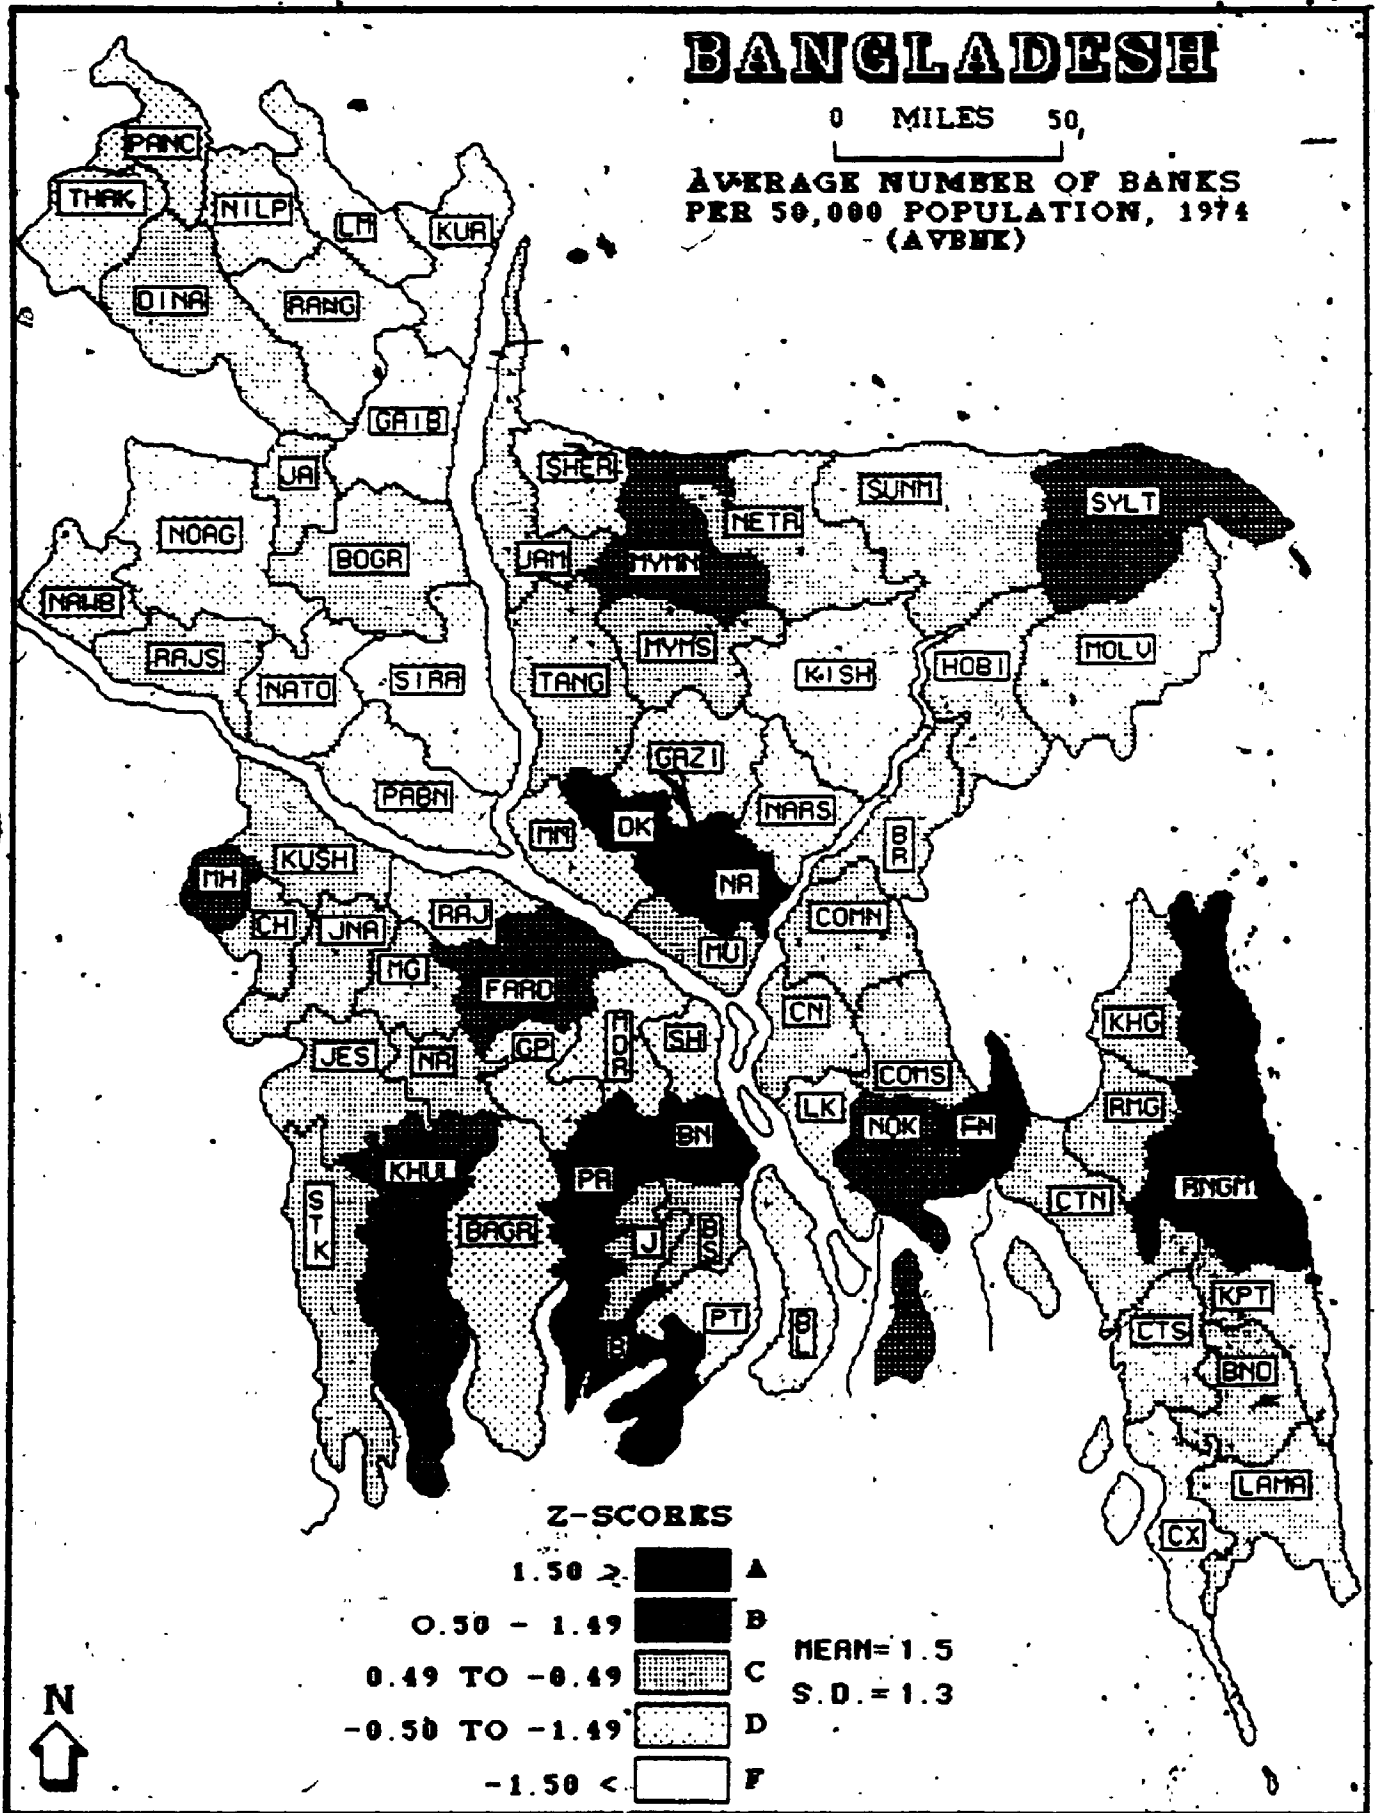 BANGLADESH
0 MILES 50
AVERAGE NUMBER OF BANKS
PER 50,000 POPULATION, 1974
(AVBNK)
PANC
THAK
NILP
LM
KUR
DINA
RANG
GAIB
JA
SHER
SUNM
SYLT
NOAG
BOGR
JAM
MYMN
NETR
NAWB
RAJS
NATO
SIRA
TANG
MYMS
KISH
HOBI
MOLV
GAZI
PABN
MN
DK
NARS
BR
KUSH
MH
NA
CH
JNA
RAJ
COMN
MG
MU
FARD
CN
KHG
JES
NR
GP
MDR
SH
COMS
RMG
LK
NOK
FN
BN
KHUL
PR
RNGM
STK
BAGR
J
BS
CTN
PT
BL
KPT
B
CTS
BND
LAMA
CX
Z-SCORES
1.50 ≥ A
0.50 - 1.49 B
0.49 TO -0.49 C
-0.50 TO -1.49 D
-1.50 < F
MEAN= 1.5
S.D.= 1.3
N